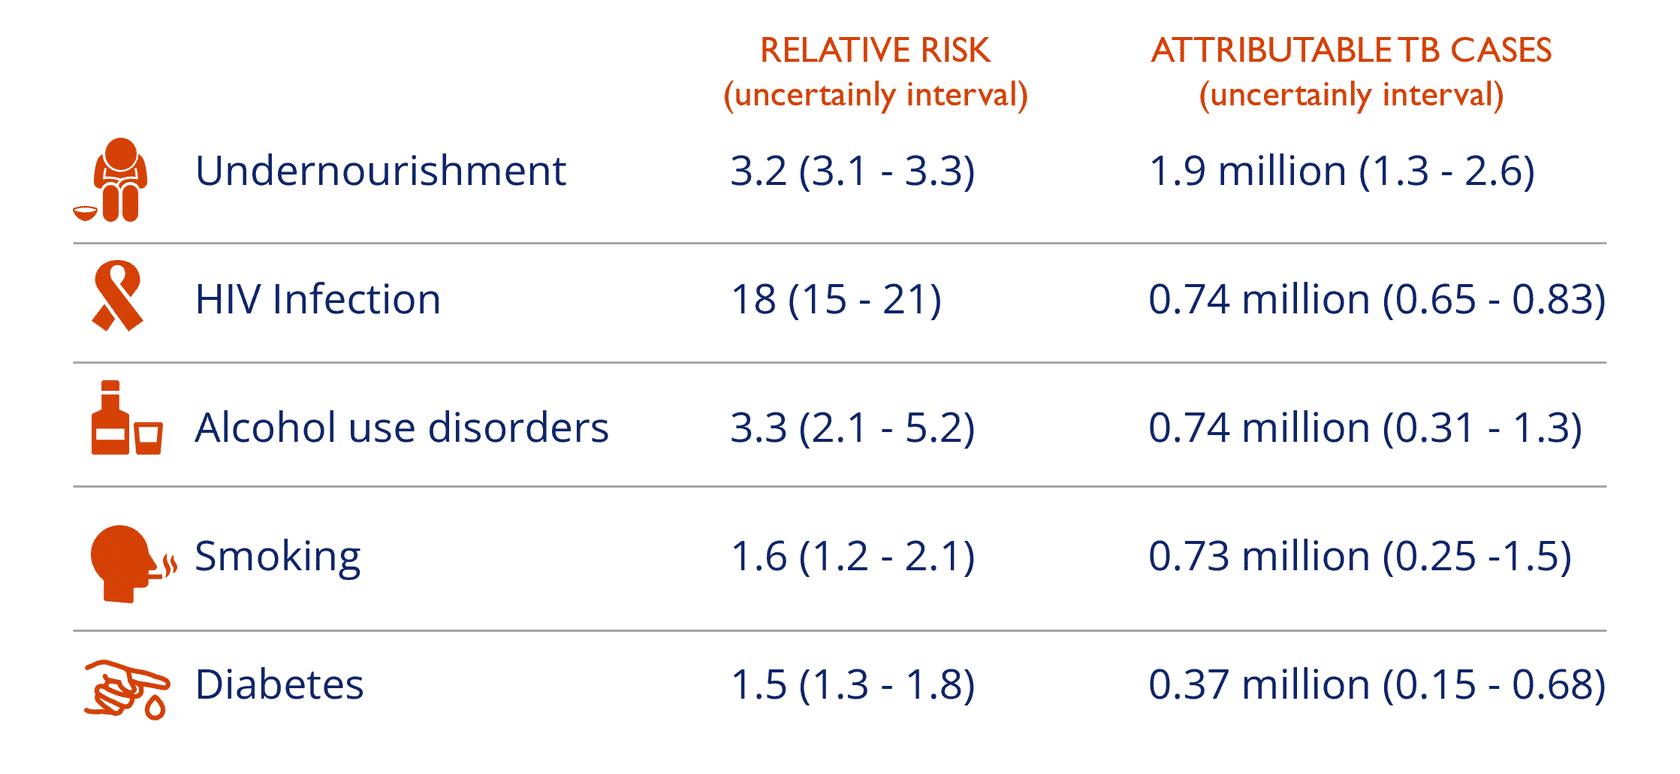 RELATIVE RISK ATTRIBUTABLE TB CASES
(uncertainly interval) (uncertainly interval)
Undernourishment 3.2 (3.1 - 3.3) 1.9 million (1.3 - 2.6)
HIV Infection 18 (15 - 21) 0.74 million (0.65 - 0.83)
Alcohol use disorders 3.3 (2.1 - 5.2) 0.74 million (0.31 - 1.3)
Smoking 1.6 (1.2 - 2.1) 0.73 million (0.25 -1.5)
Diabetes 1.5 (1.3 - 1.8) 0.37 million (0.15 - 0.68)